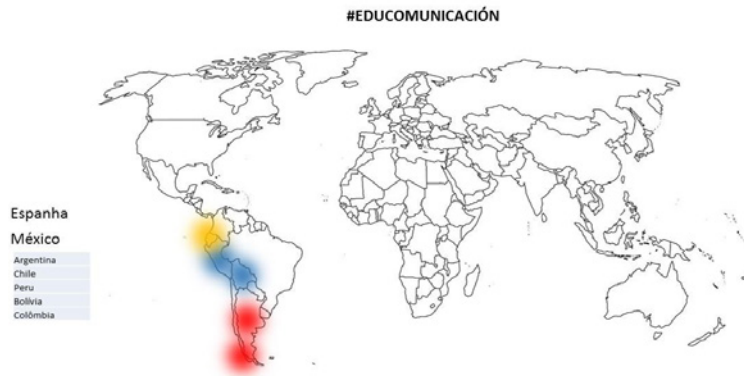 #EDUCOMUNICACIÓN
Espanha
México
Argentina
Chile
Peru
Bolívia
Colômbia